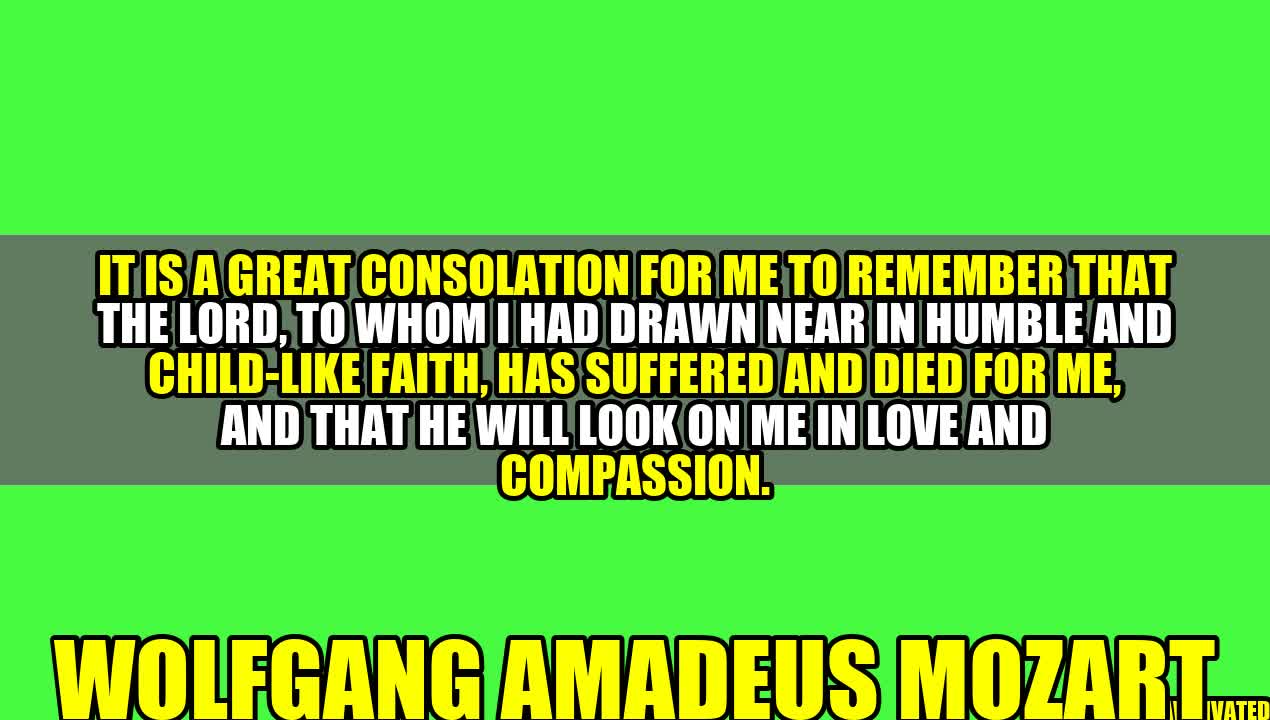 IT IS A GREAT CONSOLATION FOR ME TO REMEMBER THAT
THE LORD, TO WHOM I HAD DRAWN NEAR IN HUMBLE AND
CHILD-LIKE FAITH, HAS SUFFERED AND DIED FOR ME,
AND THAT HE WILL LOOK ON ME IN LOVE AND
COMPASSION.
WOLFGANG AMADEUS MOZART